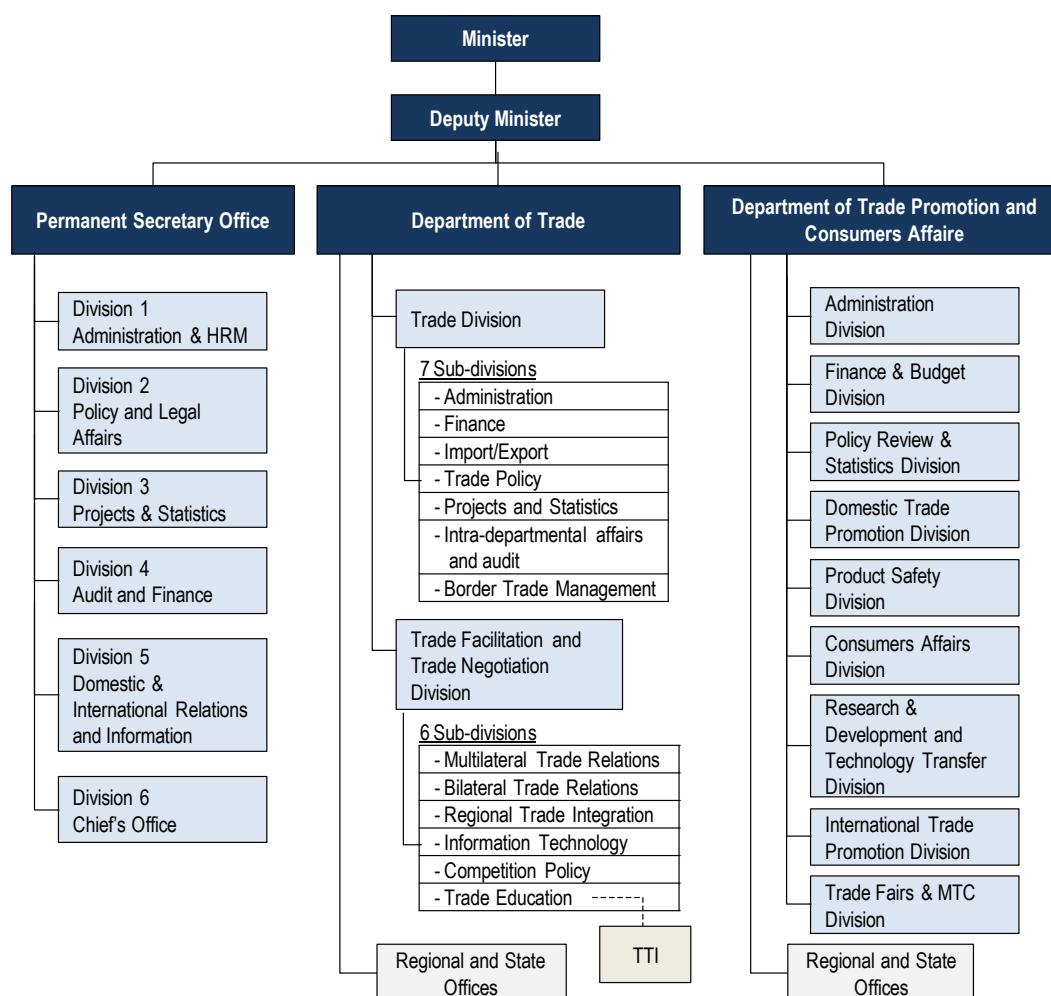 Minister
Deputy Minister
Permanent Secretary Office
Division 1
Administration & HRM
Division 2
Policy and Legal
Affairs
Division 3
Projects & Statistics
Division 4
Audit and Finance
Division 5
Domestic &
International Relations
and Information
Division 6
Chief's Office
Department of Trade
Trade Division
7 Sub-divisions
- Administration
- Finance
- Import/Export
- Trade Policy
- Projects and Statistics
- Intra-departmental affairs
and audit
- Border Trade Management
Trade Facilitation and
Trade Negotiation
Division
6 Sub-divisions
- Multilateral Trade Relations
- Bilateral Trade Relations
- Regional Trade Integration
- Information Technology
- Competition Policy
- Trade Education
TTI
Regional and State
Offices
Department of Trade Promotion and
Consumers Affaire
Administration
Division
Finance & Budget
Division
Policy Review &
Statistics Division
Domestic Trade
Promotion Division
Product Safety
Division
Consumers Affairs
Division
Research &
Development and
Technology Transfer
Division
International Trade
Promotion Division
Trade Fairs & MTC
Division
Regional and State
Offices